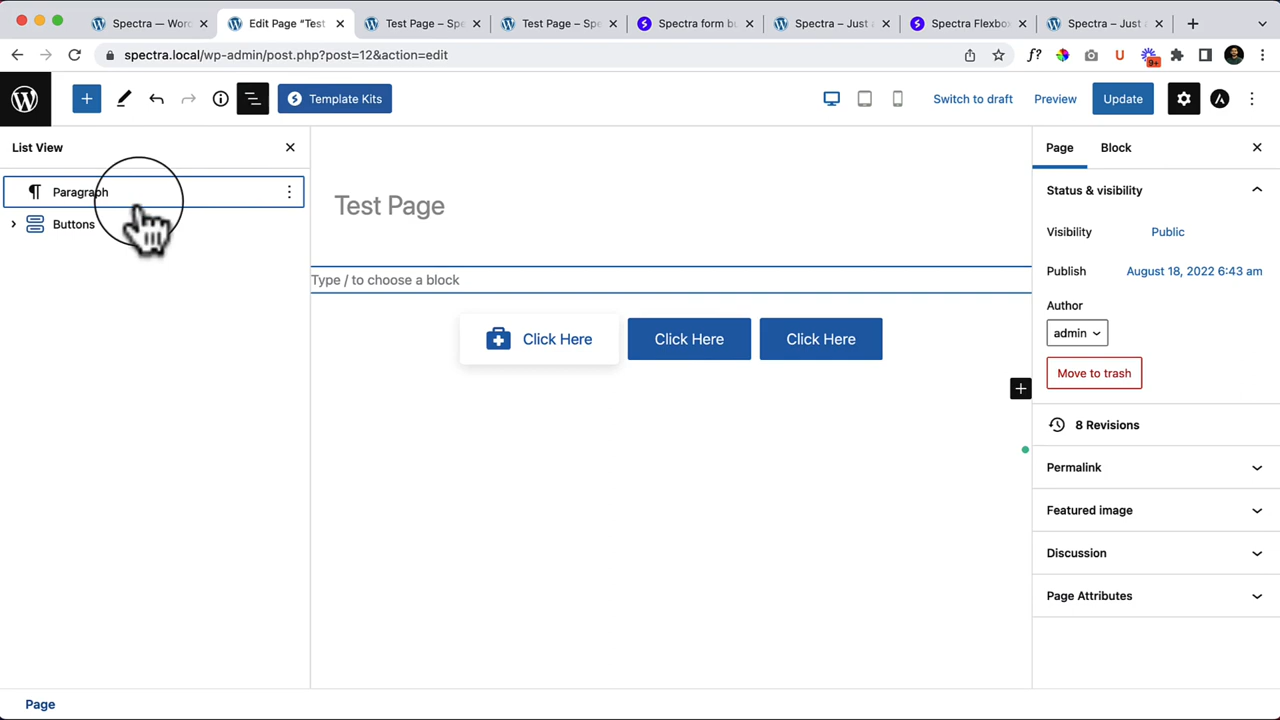 Spectra — Word
Edit Page “Test
Test Page – Spe
Test Page – Spe
Spectra form bu
Spectra – Just a
Spectra Flexbo
Spectra – Just a
spectra.local/wp-admin/post.php?post=12&action=edit
f?
U
9+
Template Kits
Switch to draft
Preview
Update
List View
Page
Block
Paragraph
Buttons
Test Page
Type / to choose a block
Click Here
Click Here
Click Here
Status & visibility
Visibility
Public
Publish
August 18, 2022 6:43 am
Author
admin
Move to trash
8 Revisions
Permalink
Featured image
Discussion
Page Attributes
Page